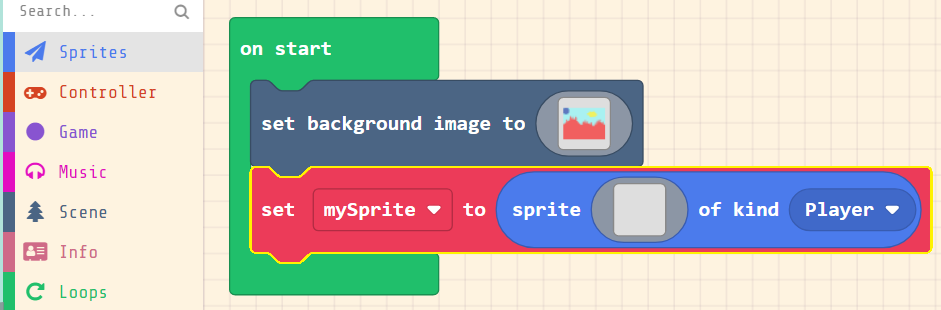 Search...
Sprites
Controller
Game
Music
Scene
Info
Loops
on start
set background image to
set mySprite to sprite of kind Player